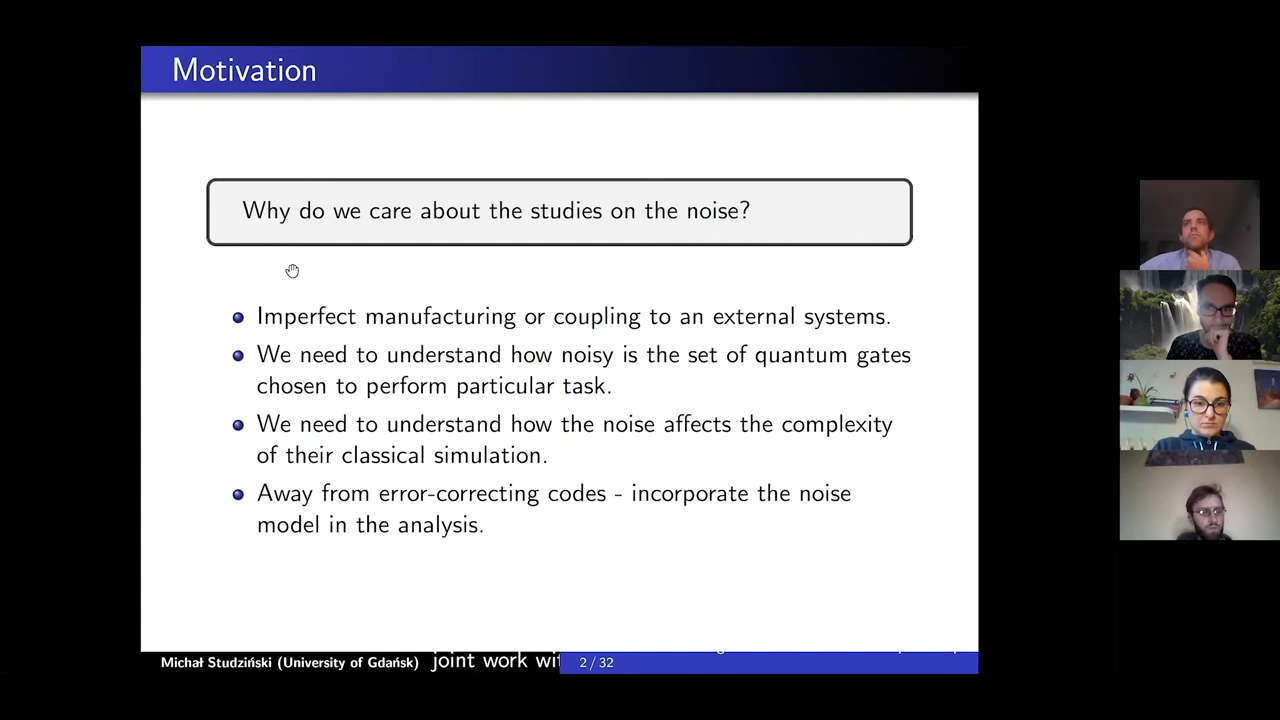 Motivation
Why do we care about the studies on the noise?
Imperfect manufacturing or coupling to an external systems.
We need to understand how noisy is the set of quantum gates
chosen to perform particular task.
We need to understand how the noise affects the complexity
of their classical simulation.
Away from error-correcting codes - incorporate the noise
model in the analysis.
Michał Studziński (University of Gdańsk)
joint work
2 / 32